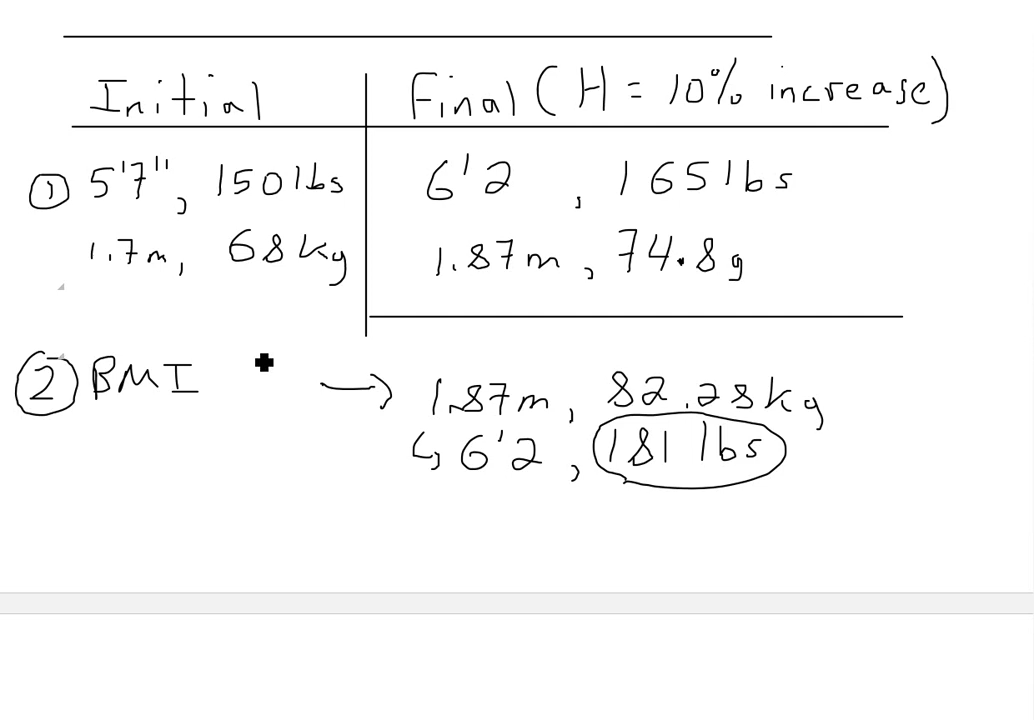 Initial Final (H = 10% increase)
① 5'7", 150lbs 6'2, 165lbs
1.7m, 68kg 1.87m, 74.8g
② BMI → 1.87m, 82.28kg
↳ 6'2, 181 lbs